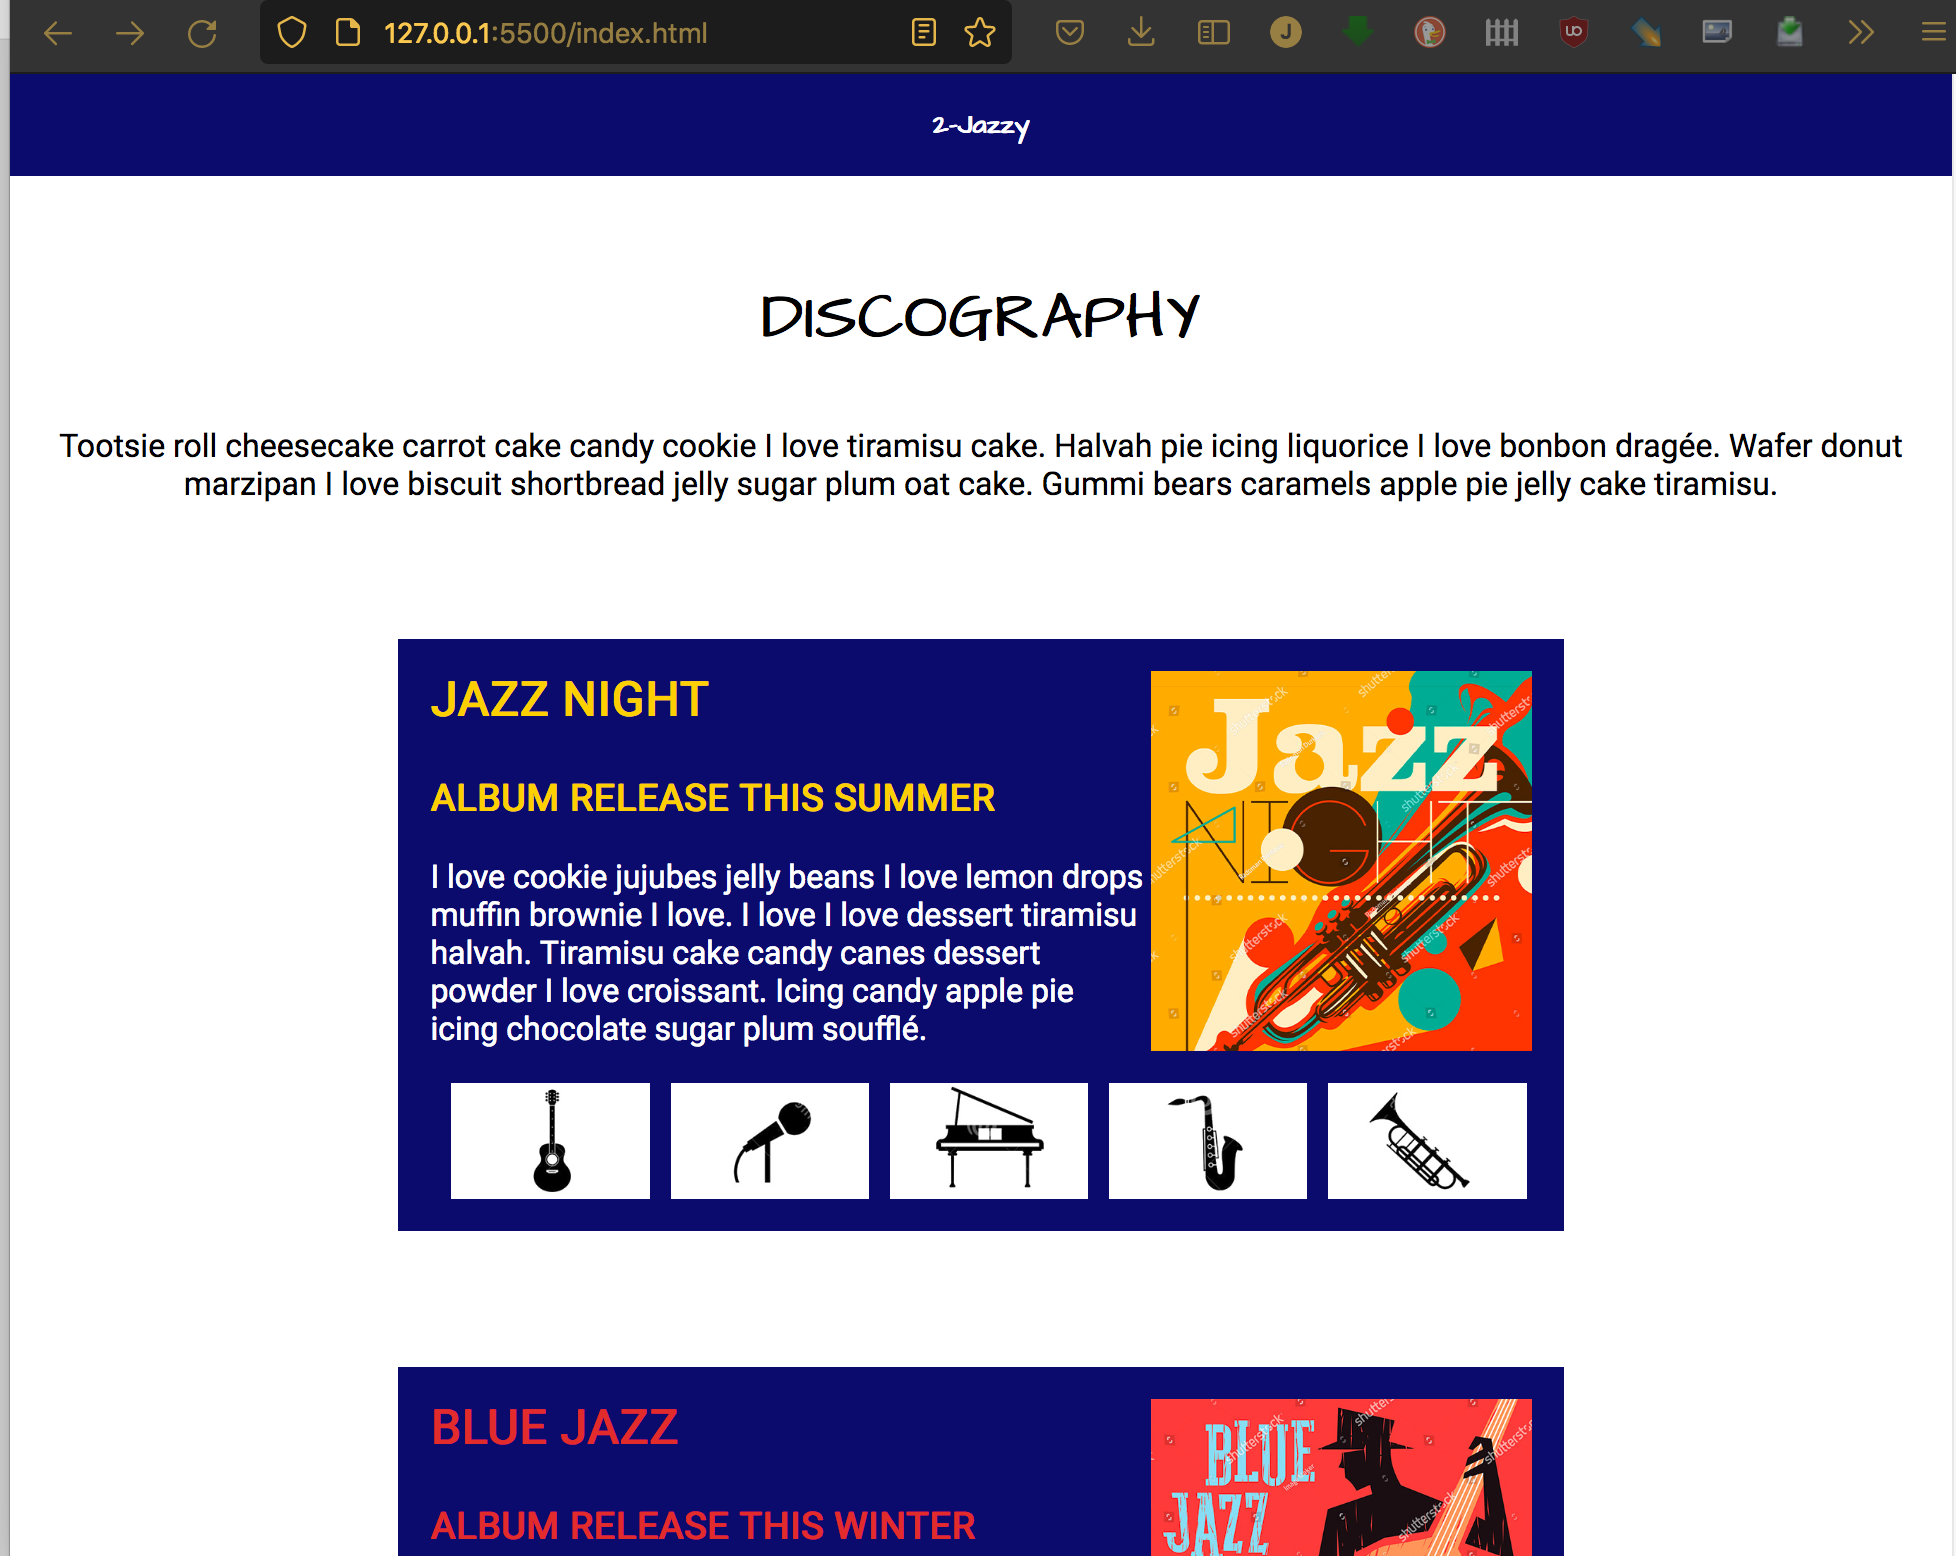 127.0.0.1:5500/index.html
J
uo
2-Jazzy
DISCOGRAPHY
Tootsie roll cheesecake carrot cake candy cookie I love tiramisu cake. Halvah pie icing liquorice I love bonbon dragée. Wafer donut
marzipan I love biscuit shortbread jelly sugar plum oat cake. Gummi bears caramels apple pie jelly cake tiramisu.
JAZZ NIGHT
ALBUM RELEASE THIS SUMMER
I love cookie jujubes jelly beans I love lemon drops
muffin brownie I love. I love I love dessert tiramisu
halvah. Tiramisu cake candy canes dessert
powder I love croissant. Icing candy apple pie
icing chocolate sugar plum soufflé.
Jazz
NIGHT
shutterstock
BLUE JAZZ
ALBUM RELEASE THIS WINTER
BLUE
JAZZ
shutterstock